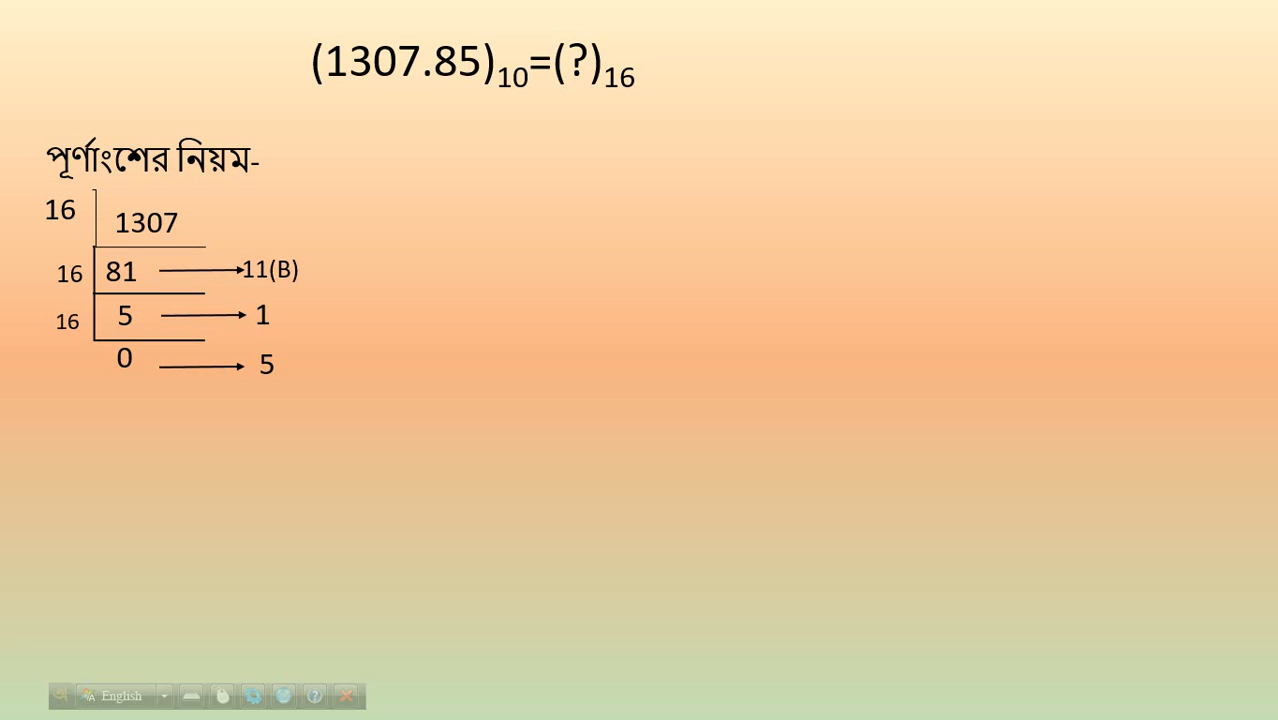 (1307.85)10=(?)16
পূর্ণাংশের নিয়ম-
16 1307
16 81 11(B)
16 5 1
0 5
English